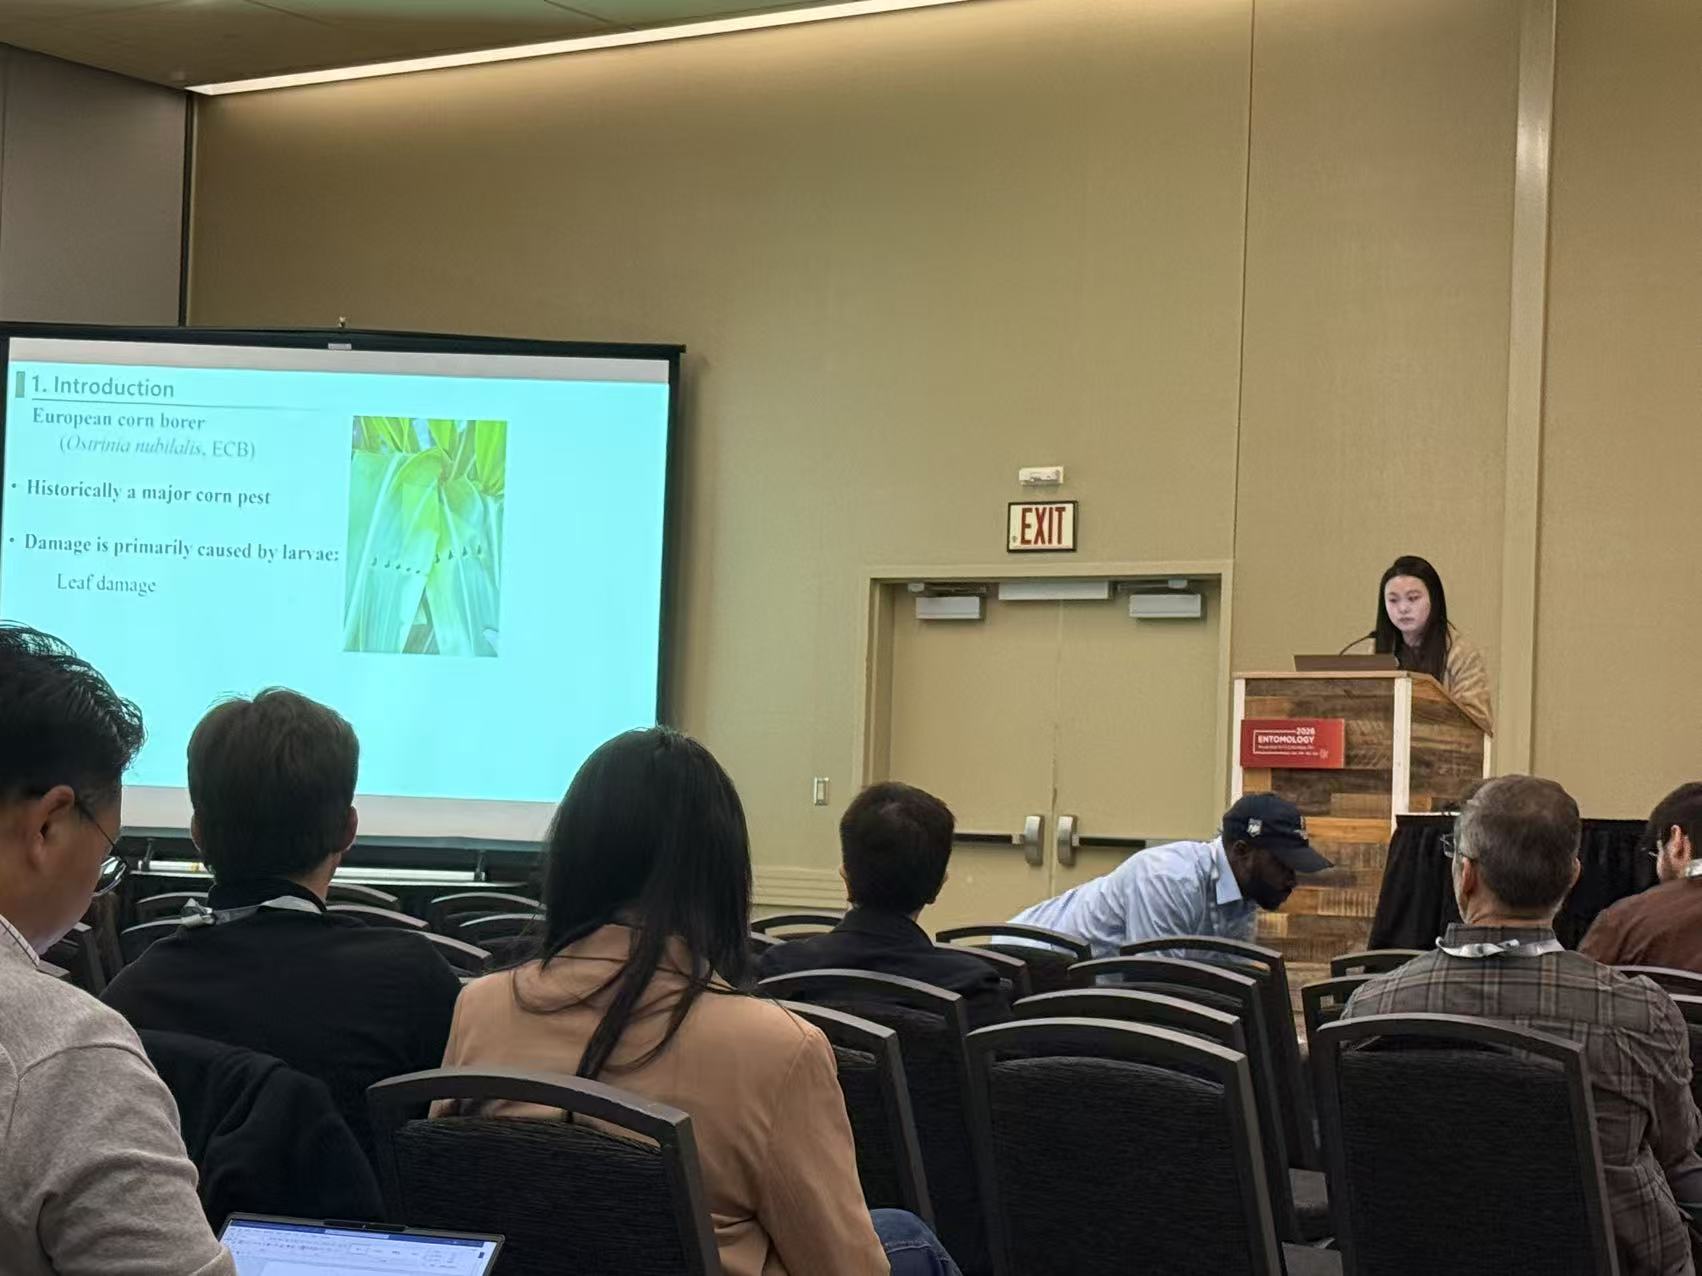 1. Introduction
European corn borer
(Ostrinia nubilalis, ECB)
• Historically a major corn pest
• Damage is primarily caused by larvae:
Leaf damage
EXIT
2026
ENTOMOLOGY